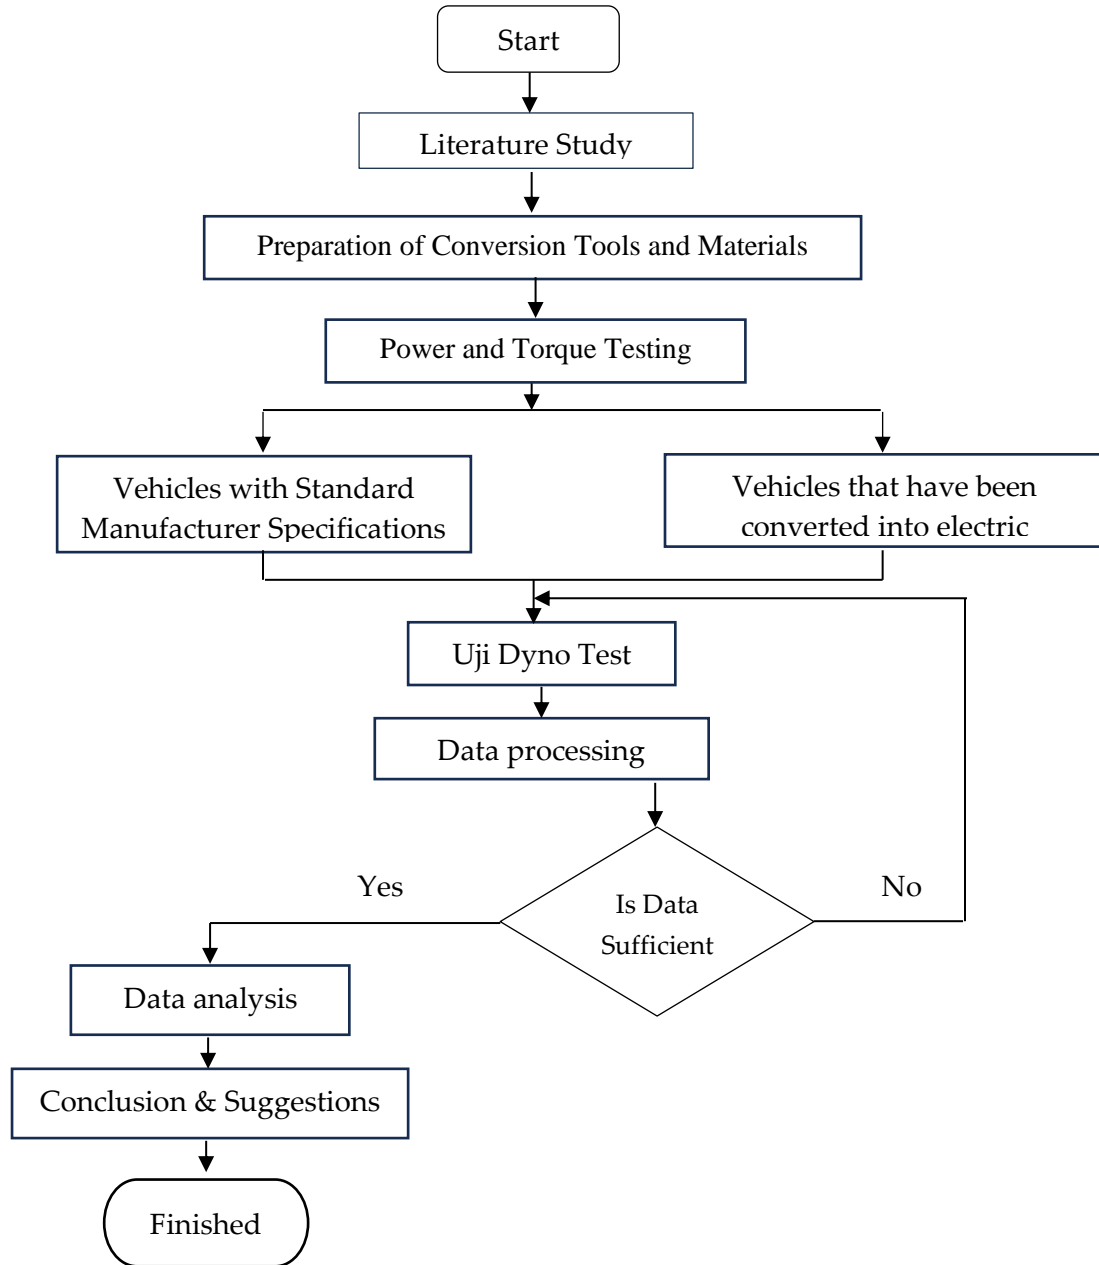 Start
Literature Study
Preparation of Conversion Tools and Materials
Power and Torque Testing
Vehicles with Standard
Manufacturer Specifications
Vehicles that have been
converted into electric
Uji Dyno Test
Data processing
Yes
No
Is Data
Sufficient
Data analysis
Conclusion & Suggestions
Finished